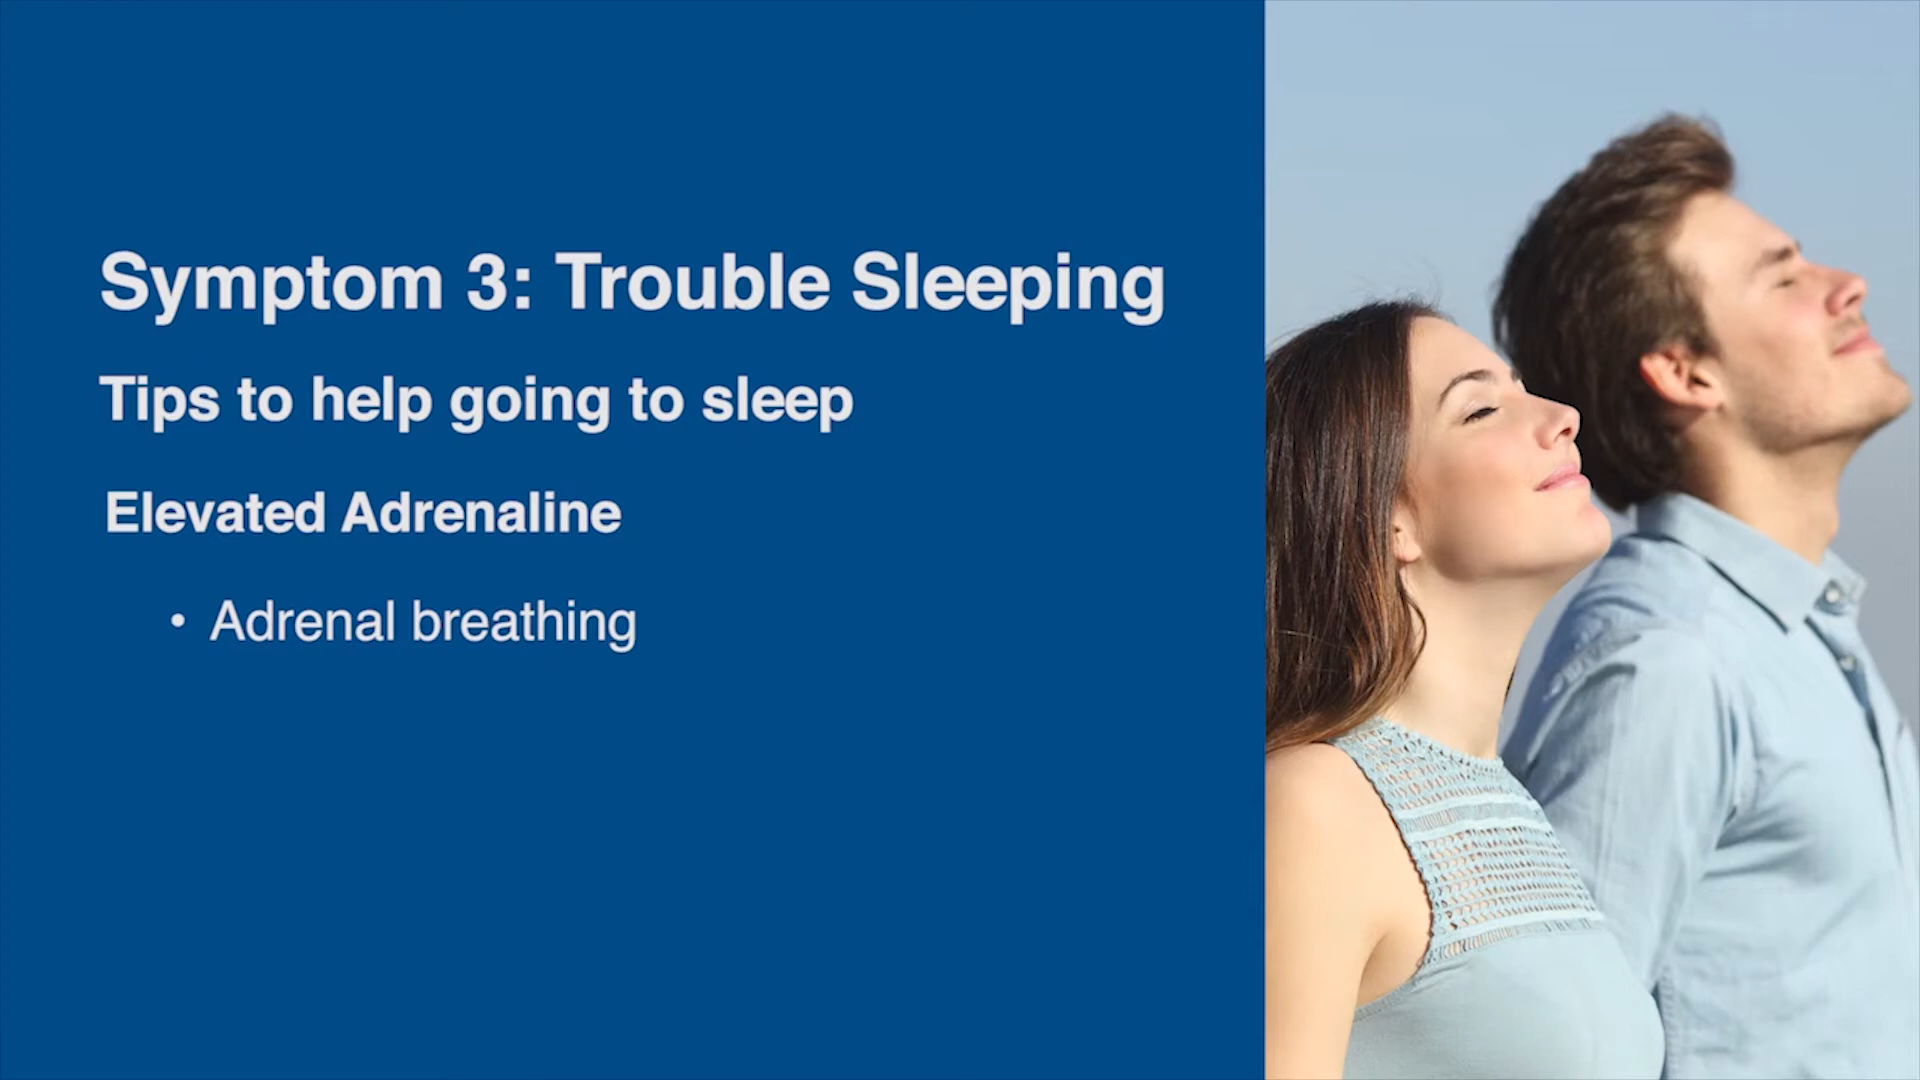 Symptom 3: Trouble Sleeping
Tips to help going to sleep
Elevated Adrenaline
• Adrenal breathing